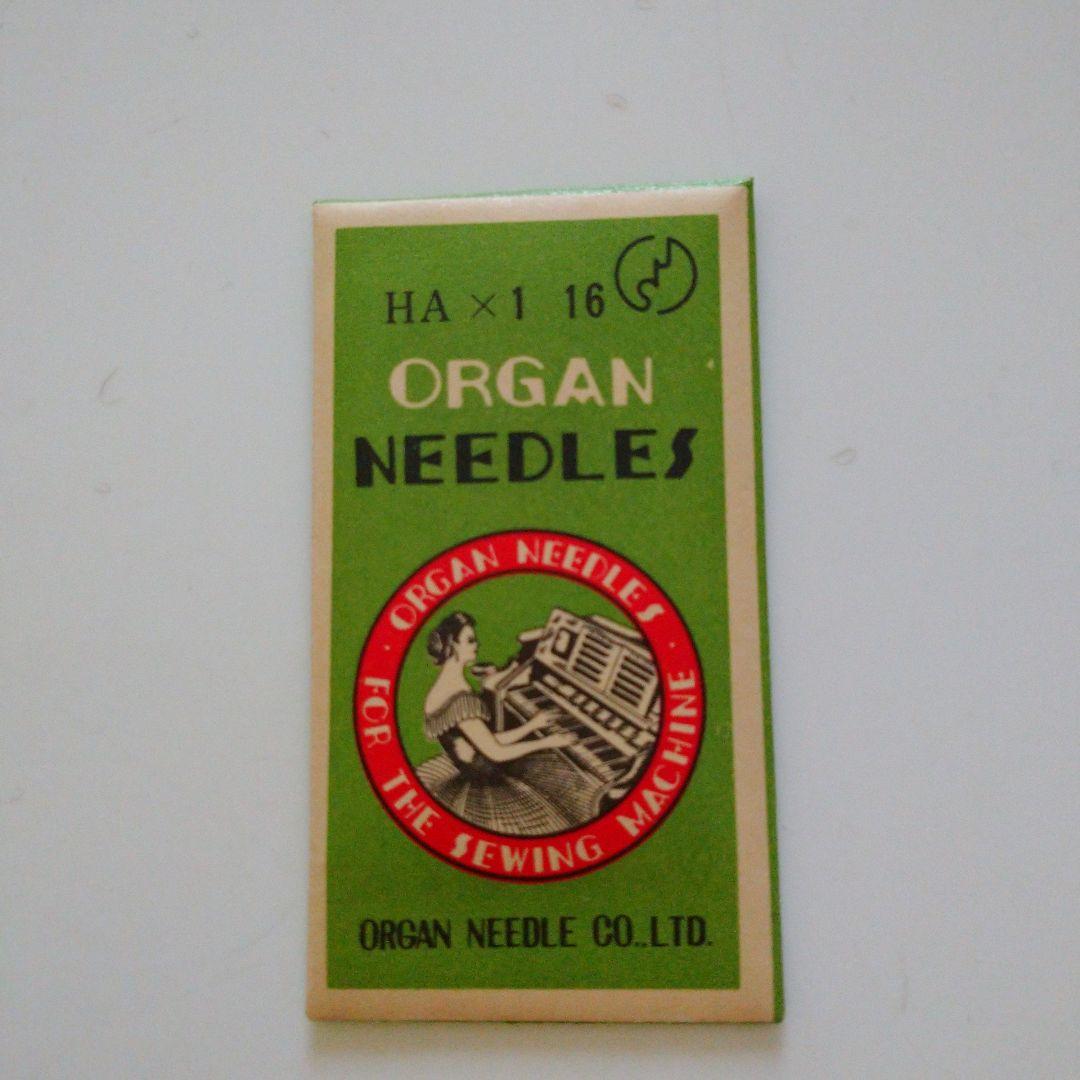 HA × 1 16
ORGAN
NEEDLES
· ORGAN NEEDLES ·
FOR THE SEWING MACHINE
ORGAN NEEDLE CO.,LTD.